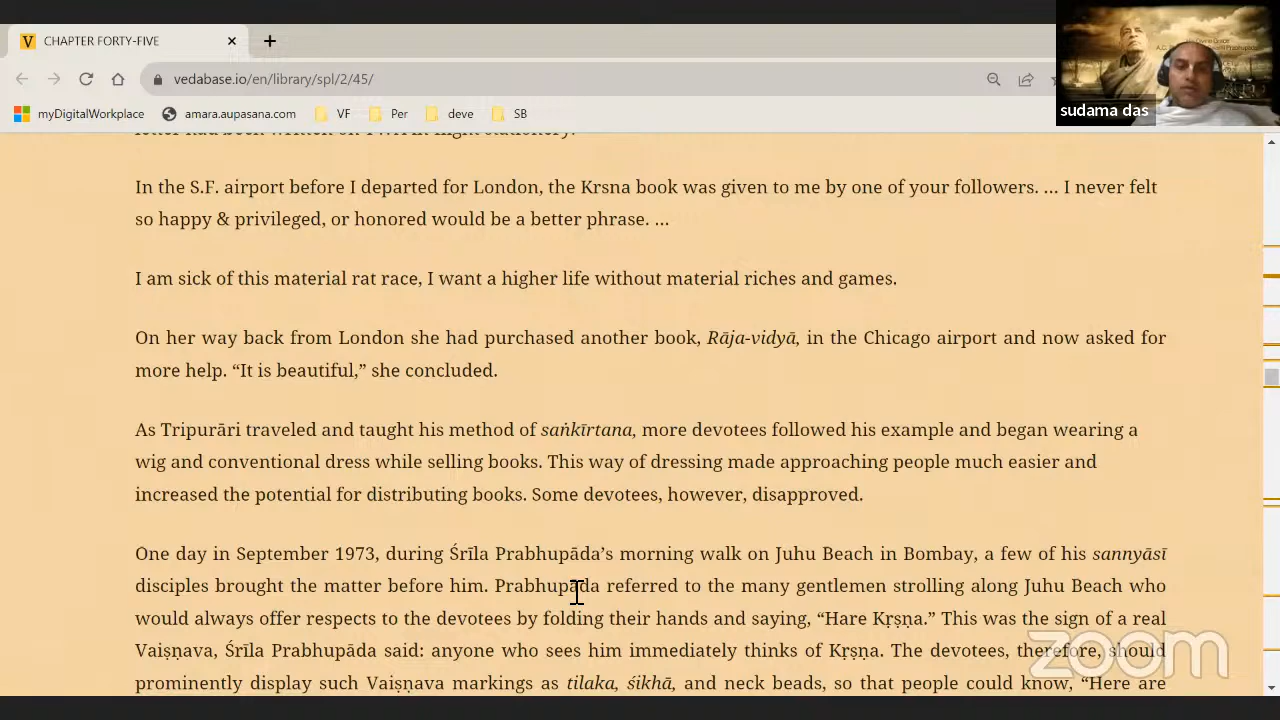 CHAPTER FORTY-FIVE
vedabase.io/en/library/spl/2/45/
myDigitalWorkplace amara.aupasana.com VF Per deve SB
sudama das
In the S.F. airport before I departed for London, the Krsna book was given to me by one of your followers. … I never felt
so happy & privileged, or honored would be a better phrase. …
I am sick of this material rat race, I want a higher life without material riches and games.
On her way back from London she had purchased another book, Rāja-vidyā, in the Chicago airport and now asked for
more help. “It is beautiful,” she concluded.
As Tripurāri traveled and taught his method of saṅkīrtana, more devotees followed his example and began wearing a
wig and conventional dress while selling books. This way of dressing made approaching people much easier and
increased the potential for distributing books. Some devotees, however, disapproved.
One day in September 1973, during Śrīla Prabhupāda’s morning walk on Juhu Beach in Bombay, a few of his sannyāsī
disciples brought the matter before him. Prabhupāda referred to the many gentlemen strolling along Juhu Beach who
would always offer respects to the devotees by folding their hands and saying, “Hare Kṛṣṇa.” This was the sign of a real
Vaiṣṇava, Śrīla Prabhupāda said: anyone who sees him immediately thinks of Kṛṣṇa. The devotees, therefore, should
prominently display such Vaiṣṇava markings as tilaka, śikhā, and neck beads, so that people could know, “Here are
zoom